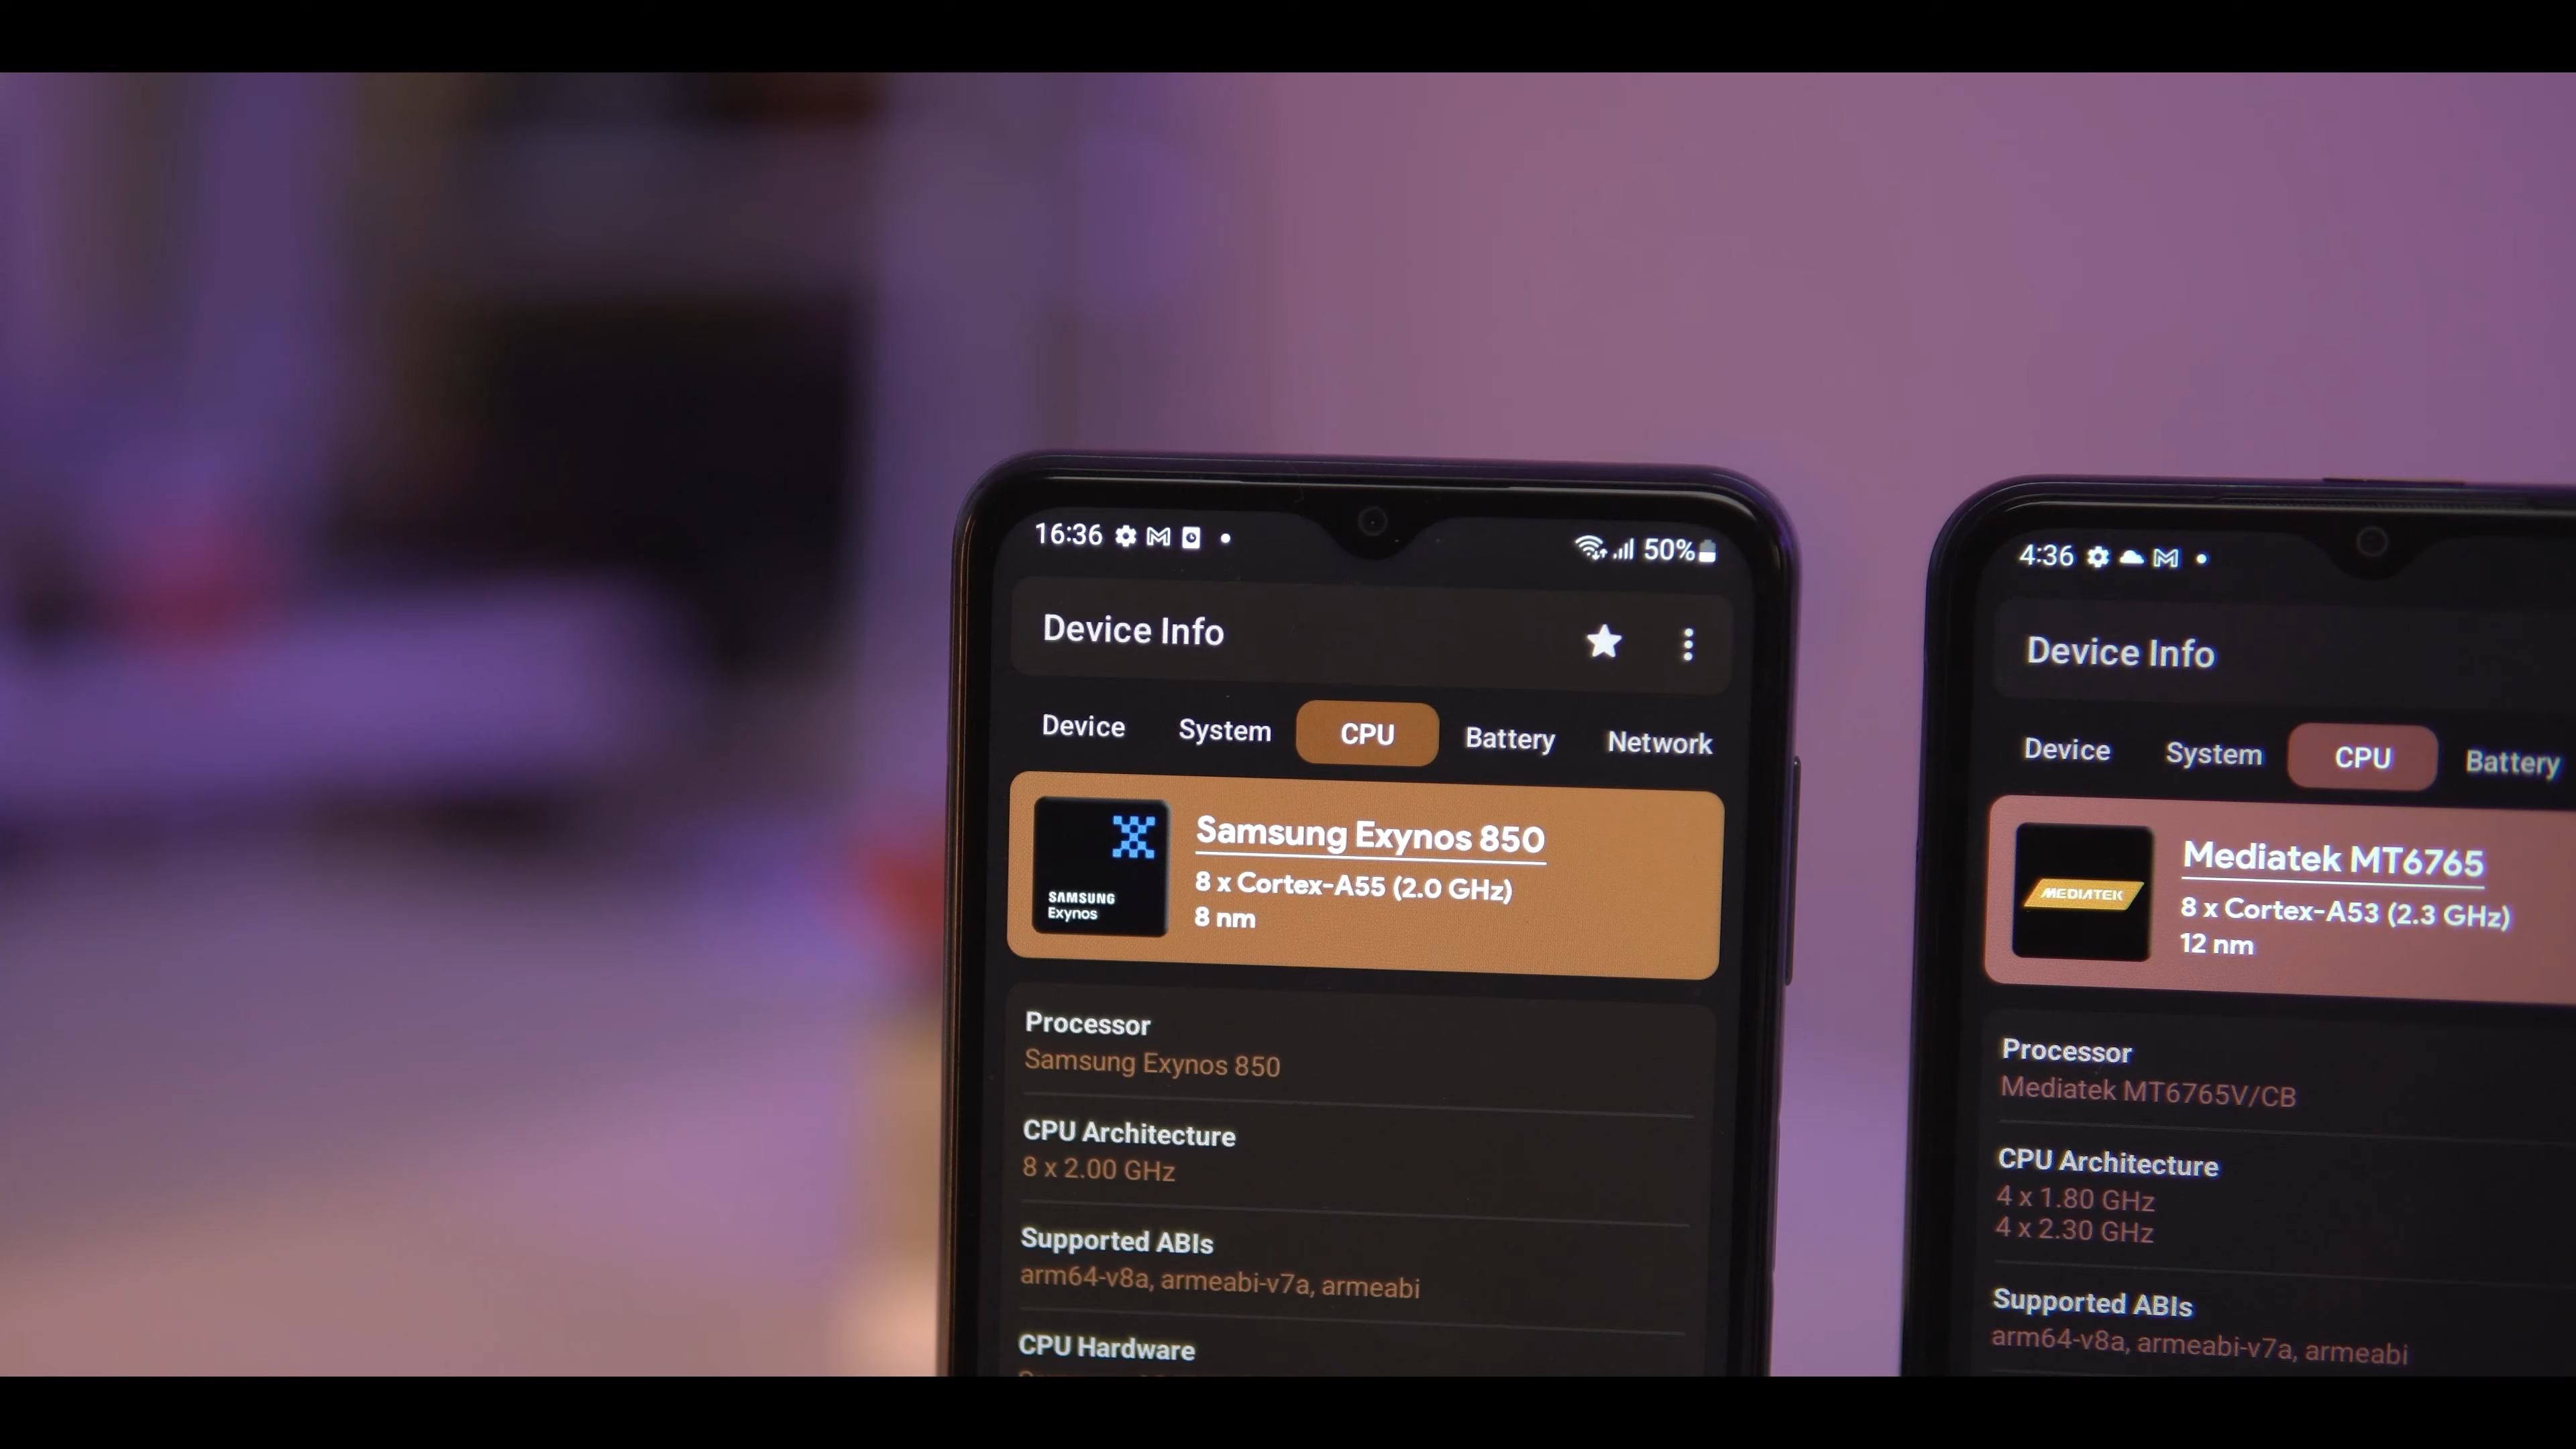 16:36
50%
Device Info
Device System CPU Battery Network
SAMSUNG
Exynos
Samsung Exynos 850
8 x Cortex-A55 (2.0 GHz)
8 nm
Processor
Samsung Exynos 850
CPU Architecture
8 x 2.00 GHz
Supported ABIs
arm64-v8a, armeabi-v7a, armeabi
CPU Hardware
4:36
Device Info
Device System CPU Battery
MEDIATEK
Mediatek MT6765
8 x Cortex-A53 (2.3 GHz)
12 nm
Processor
Mediatek MT6765V/CB
CPU Architecture
4 x 1.80 GHz
4 x 2.30 GHz
Supported ABIs
arm64-v8a, armeabi-v7a, armeabi